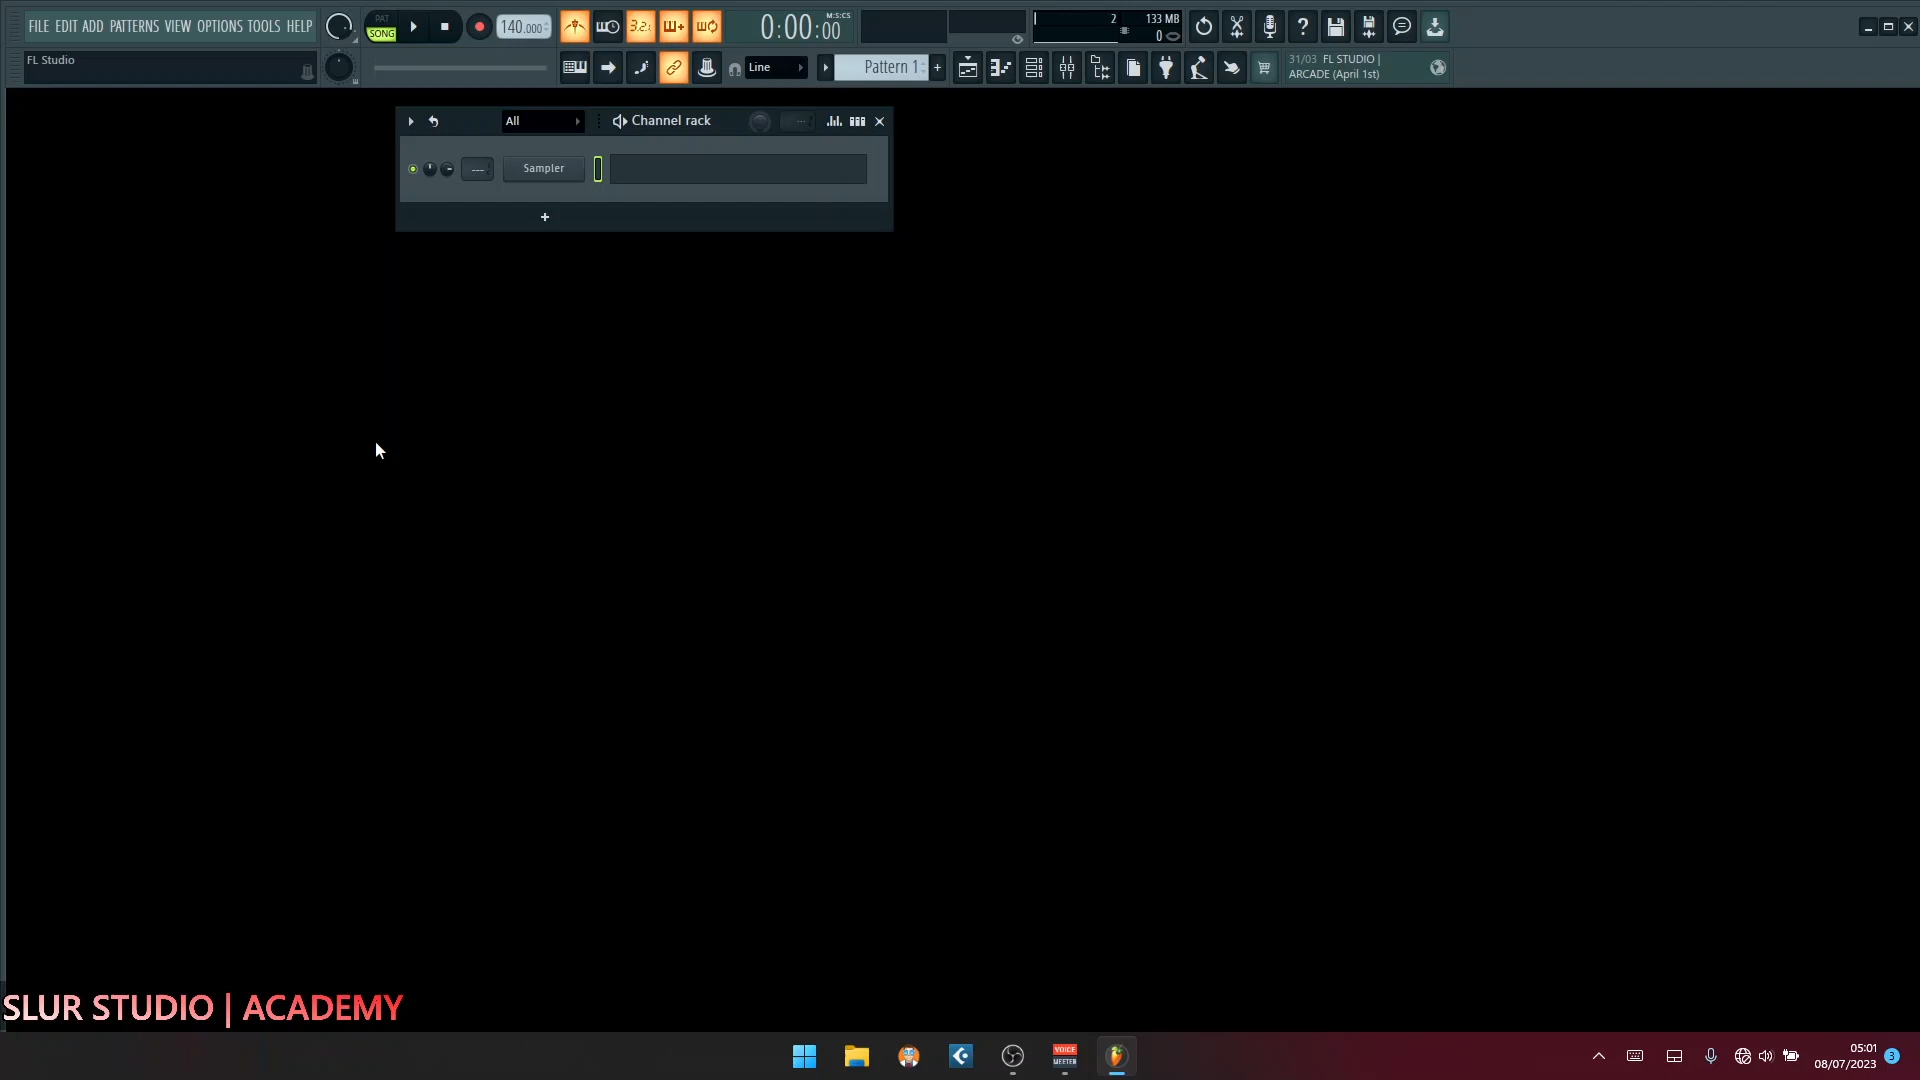 FILE EDIT ADD PATTERNS VIEW OPTIONS TOOLS HELP
PAT
SONG
140.000
3.2.
0:00:00
M:S:CS
2
133 MB
0
FL Studio
Line
Pattern 1
+
31/03 FL STUDIO |
ARCADE (April 1st)
All
Channel rack
---
Sampler
+
SLUR STUDIO | ACADEMY
VOICE
MEETER
05:01
08/07/2023
3